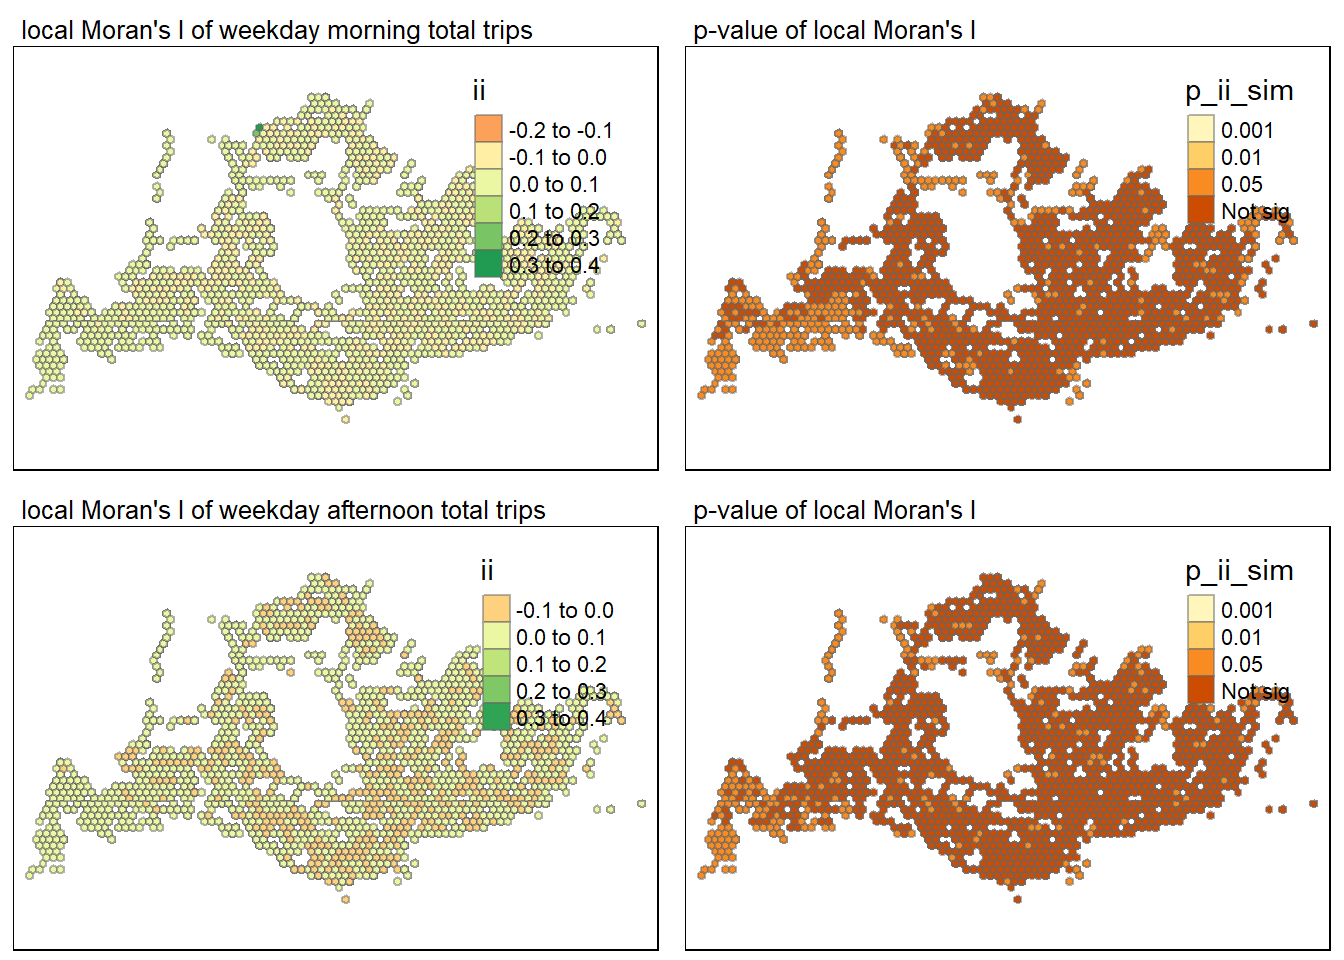 local Moran's I of weekday morning total trips
ii
-0.2 to -0.1
-0.1 to 0.0
0.0 to 0.1
0.1 to 0.2
0.2 to 0.3
0.3 to 0.4
p-value of local Moran's I
p_ii_sim
0.001
0.01
0.05
Not sig
local Moran's I of weekday afternoon total trips
ii
-0.1 to 0.0
0.0 to 0.1
0.1 to 0.2
0.2 to 0.3
0.3 to 0.4
p-value of local Moran's I
p_ii_sim
0.001
0.01
0.05
Not sig